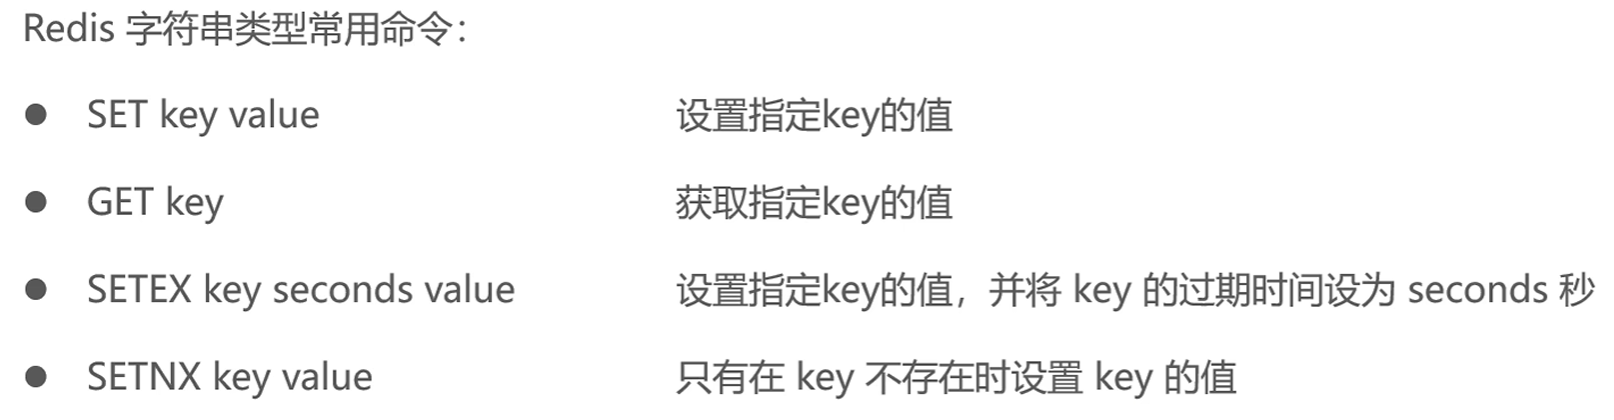 Redis 字符串类型常用命令：
● SET key value 设置指定key的值
● GET key 获取指定key的值
● SETEX key seconds value 设置指定key的值，并将 key 的过期时间设为 seconds 秒
● SETNX key value 只有在 key 不存在时设置 key 的值